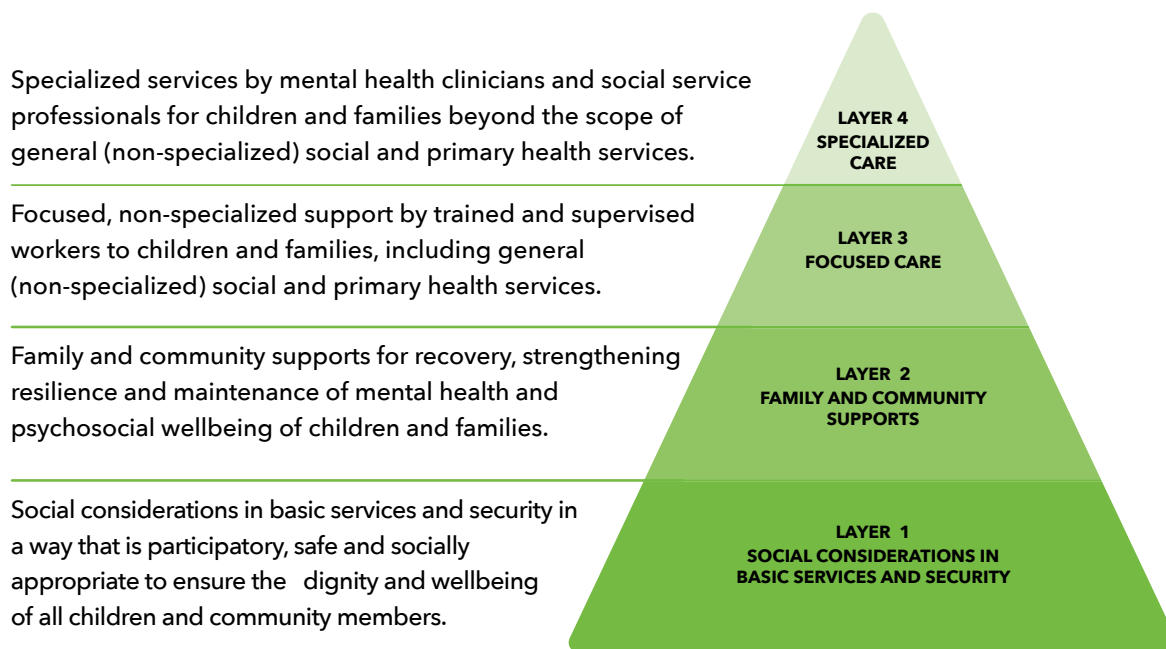 Specialized services by mental health clinicians and social service
professionals for children and families beyond the scope of
general (non-specialized) social and primary health services.
LAYER 4
SPECIALIZED
CARE
Focused, non-specialized support by trained and supervised
workers to children and families, including general
(non-specialized) social and primary health services.
LAYER 3
FOCUSED CARE
Family and community supports for recovery, strengthening
resilience and maintenance of mental health and
psychosocial wellbeing of children and families.
LAYER 2
FAMILY AND COMMUNITY
SUPPORTS
Social considerations in basic services and security in
a way that is participatory, safe and socially
appropriate to ensure the dignity and wellbeing
of all children and community members.
LAYER 1
SOCIAL CONSIDERATIONS IN
BASIC SERVICES AND SECURITY